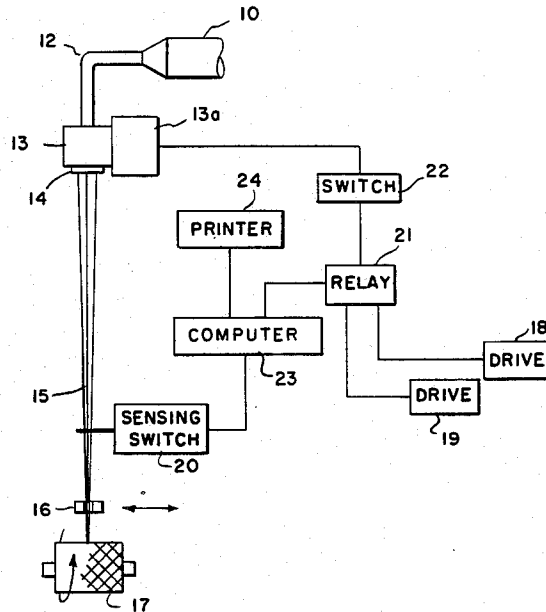 10
12
13a
13
14
24
SWITCH
22
PRINTER
21
RELAY
COMPUTER
23
18
DRIVE
DRIVE
19
15
SENSING
SWITCH
20
16
17